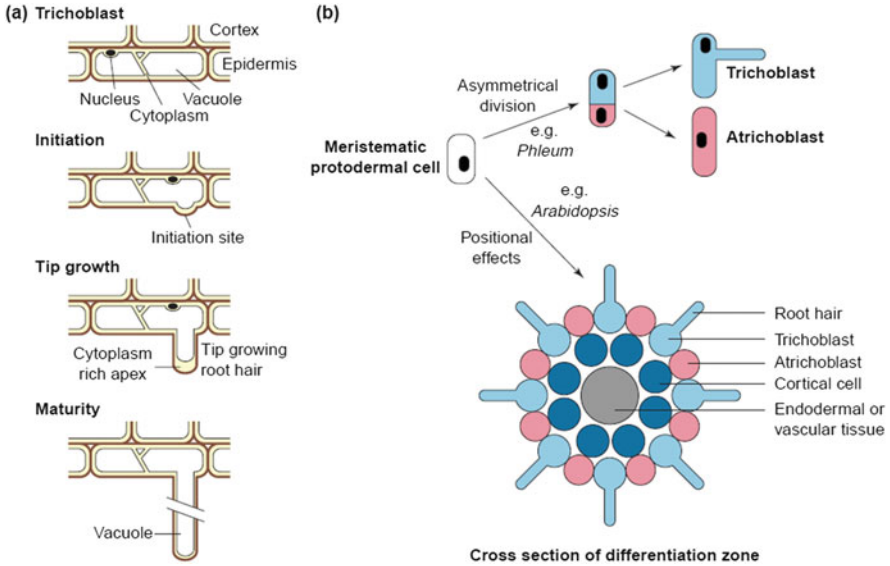 (a) Trichoblast
Cortex
Epidermis
Nucleus
Vacuole
Cytoplasm
Initiation
Initiation site
Tip growth
Cytoplasm
rich apex
Tip growing
root hair
Maturity
Vacuole
(b)
Asymmetrical
division
e.g.
Phleum
Trichoblast
Atrichoblast
Meristematic
protodermal cell
e.g.
Arabidopsis
Positional
effects
Root hair
Trichoblast
Atrichoblast
Cortical cell
Endodermal or
vascular tissue
Cross section of differentiation zone